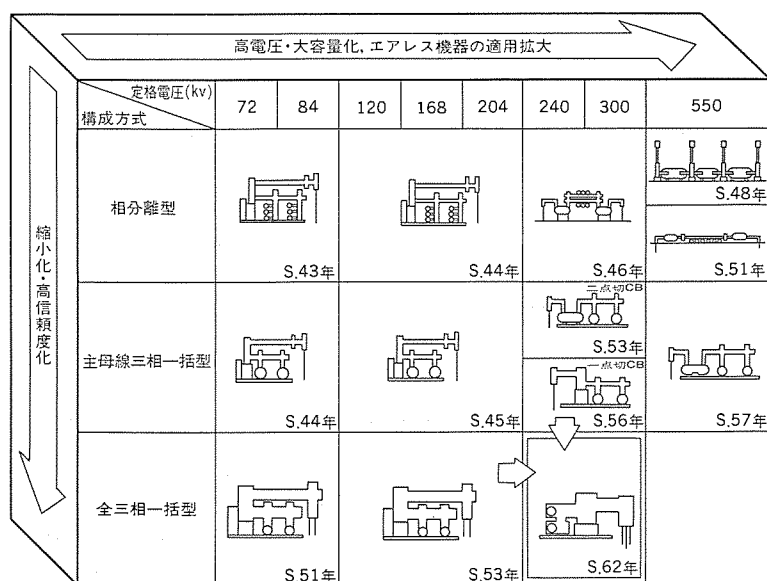 高電圧・大容量化,エアレス機器の適用拡大
縮小化・高信頼度化
定格電圧(kv)
構成方式
72 84 120 168 204 240 300 550
相分離型
S.43年 S.44年 S.46年 S.48年
S.51年
主母線三相一括型
S.44年 S.45年
二点切CB
S.53年
一点切CB
S.56年
S.57年
全三相一括型
S.51年 S.53年 S.62年